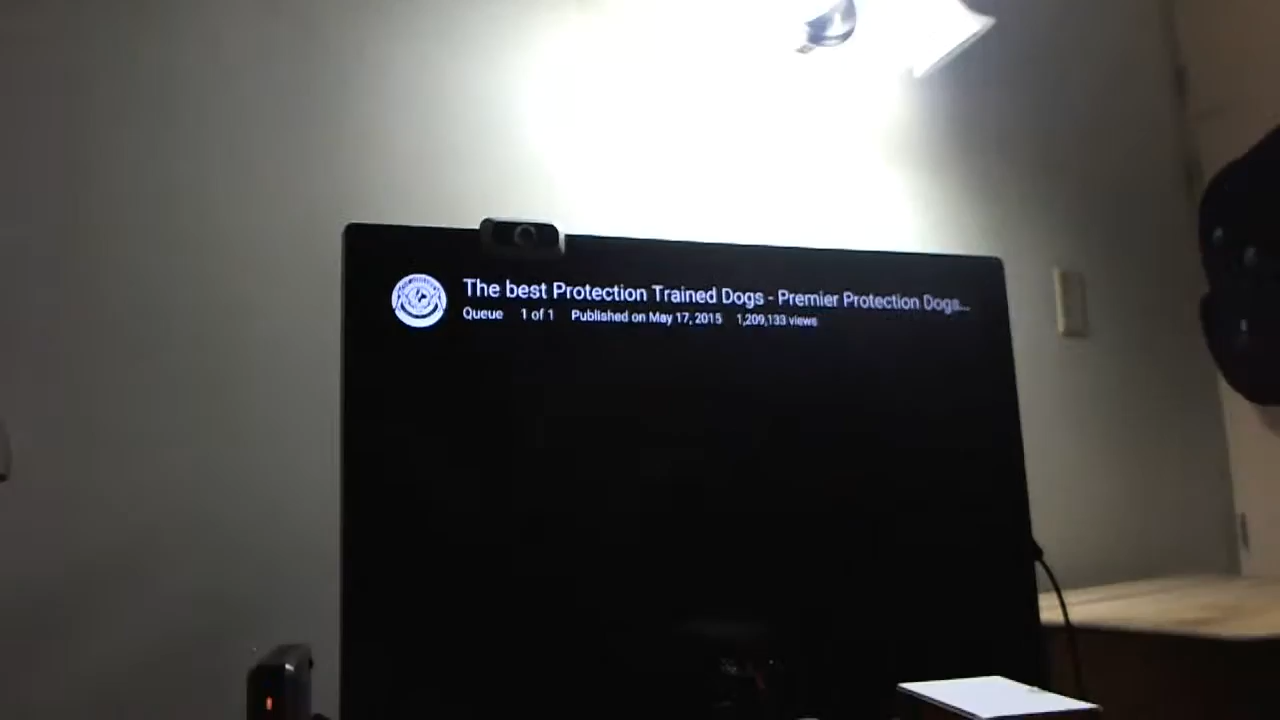 The best Protection Trained Dogs - Premier Protection Dogs...
Queue 1 of 1 Published on May 17, 2015 1,209,133 views